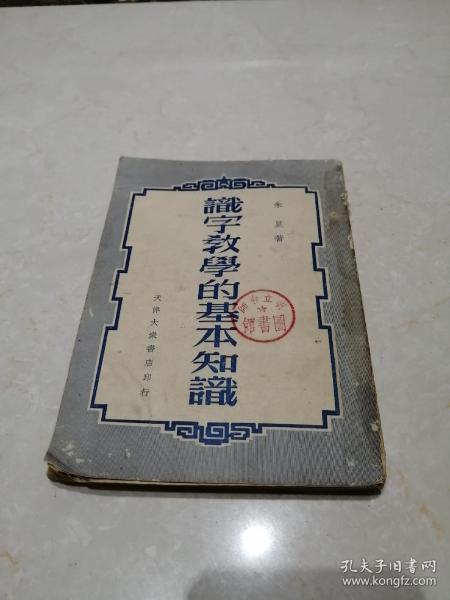 朱星著
識字教學的基本知識
天津大衆書店印行
圖書館
孔夫子旧书网
www.kongfz.com